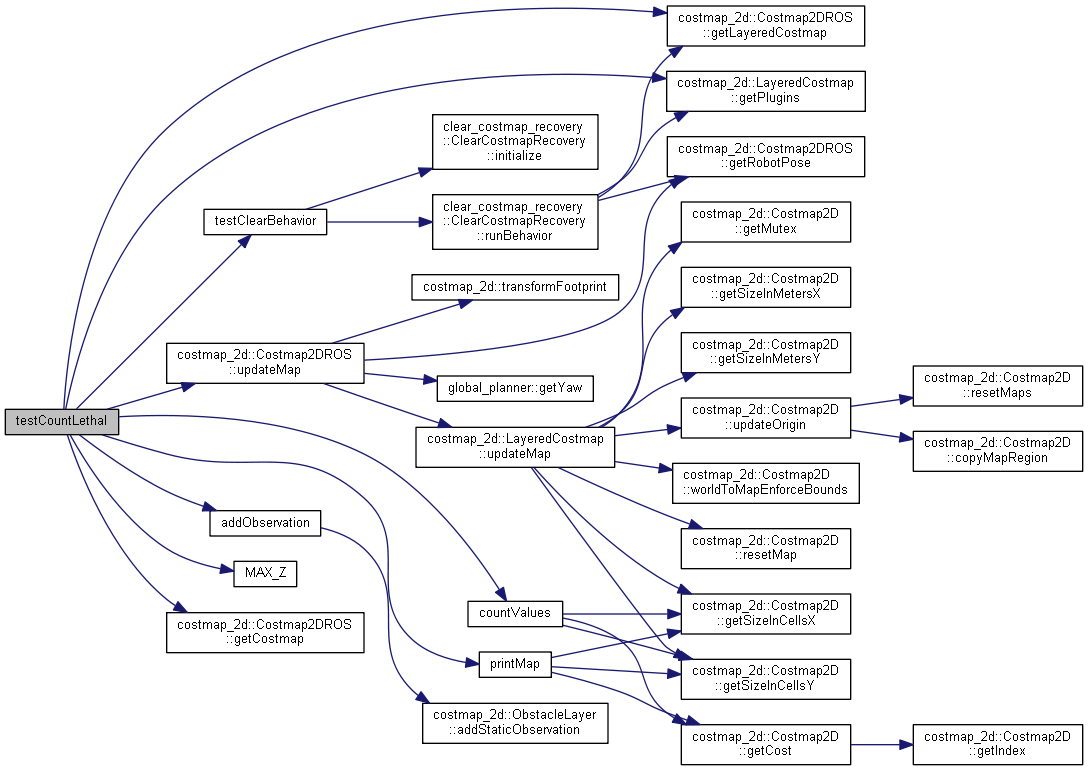 costmap_2d::Costmap2DROS
::getLayeredCostmap
costmap_2d::LayeredCostmap
::getPlugins
clear_costmap_recovery
::ClearCostmapRecovery
::initialize
costmap_2d::Costmap2DROS
::getRobotPose
testClearBehavior
clear_costmap_recovery
::ClearCostmapRecovery
::runBehavior
costmap_2d::Costmap2D
::getMutex
costmap_2d::transformFootprint
costmap_2d::Costmap2D
::getSizeInMetersX
costmap_2d::Costmap2DROS
::updateMap
costmap_2d::Costmap2D
::getSizeInMetersY
global_planner::getYaw
costmap_2d::Costmap2D
::resetMaps
testCountLethal
costmap_2d::LayeredCostmap
::updateMap
costmap_2d::Costmap2D
::updateOrigin
costmap_2d::Costmap2D
::copyMapRegion
costmap_2d::Costmap2D
::worldToMapEnforceBounds
addObservation
costmap_2d::Costmap2D
::resetMap
MAX_Z
countValues
costmap_2d::Costmap2D
::getSizeInCellsX
costmap_2d::Costmap2DROS
::getCostmap
printMap
costmap_2d::Costmap2D
::getSizeInCellsY
costmap_2d::ObstacleLayer
::addStaticObservation
costmap_2d::Costmap2D
::getCost
costmap_2d::Costmap2D
::getIndex